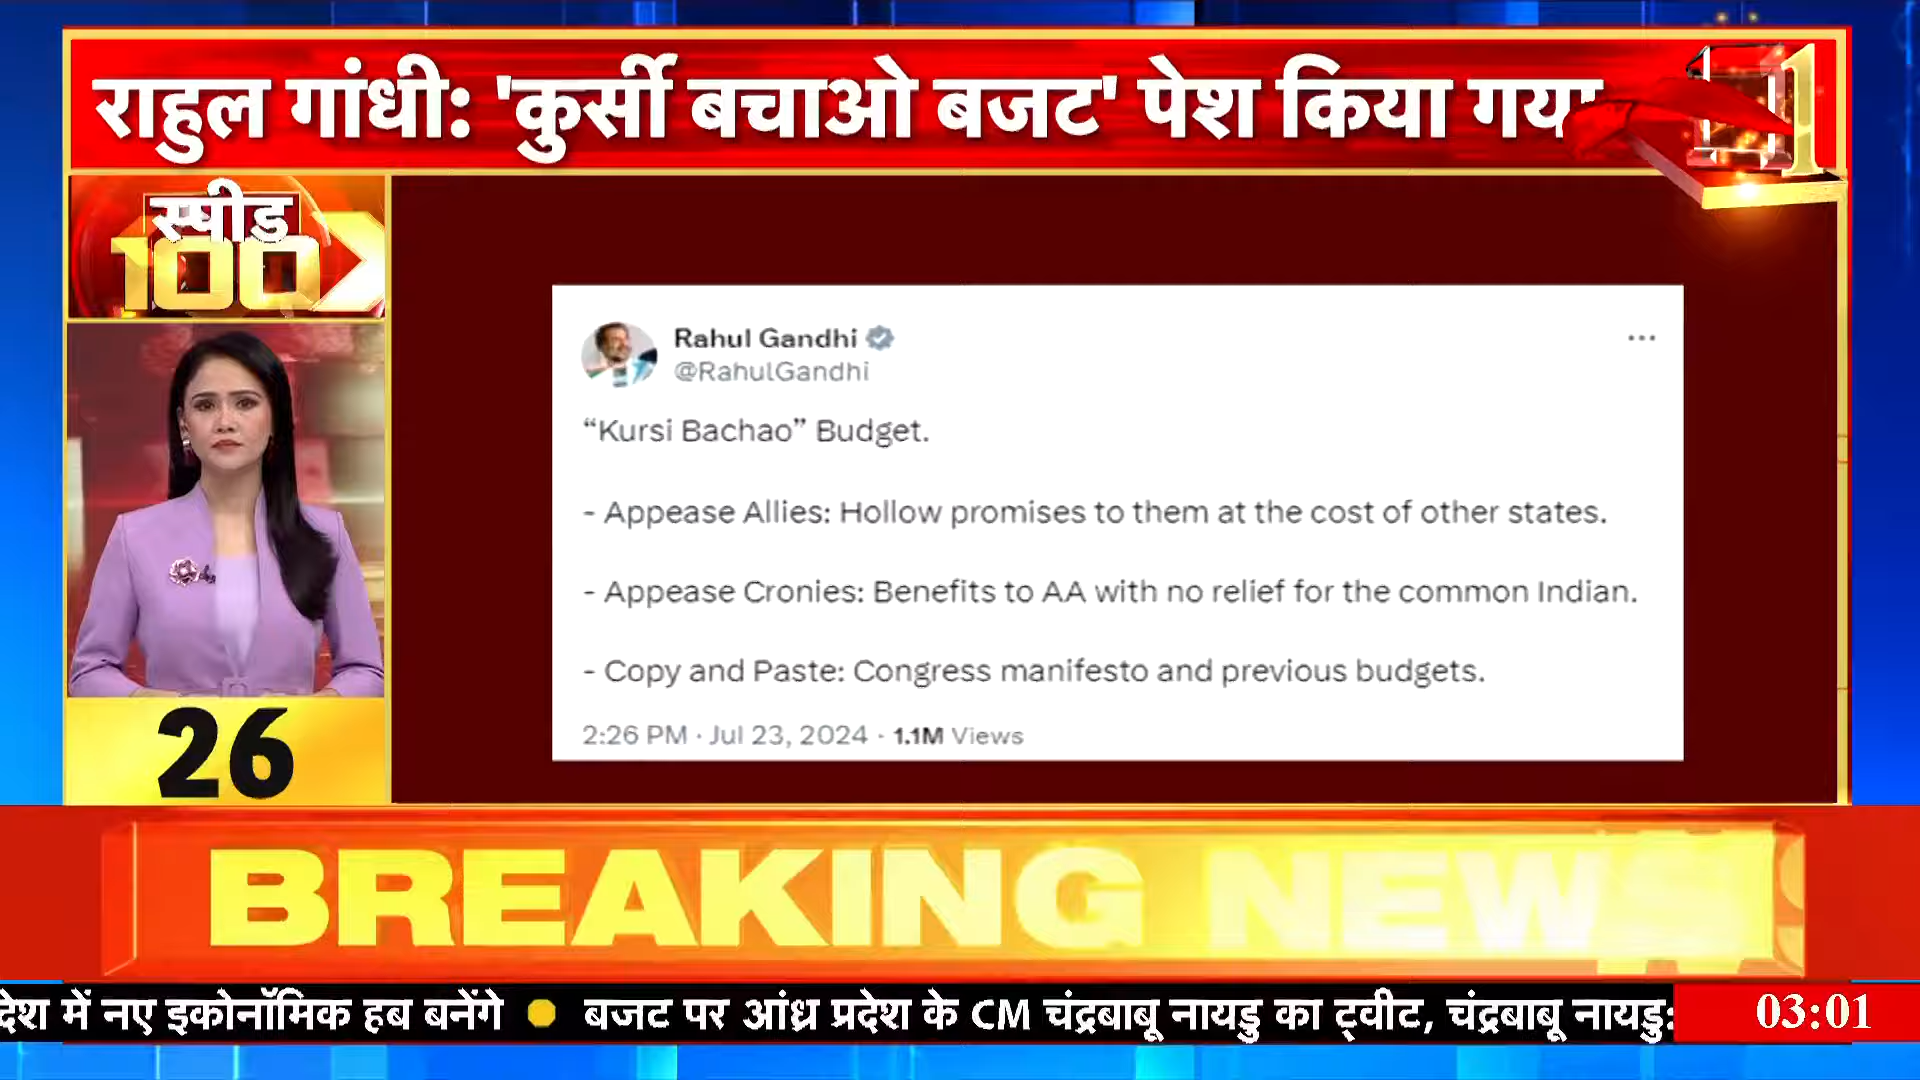 राहुल गांधी: 'कुर्सी बचाओ बजट' पेश किया गया
स्पीड
100
Rahul Gandhi
@RahulGandhi
“Kursi Bachao” Budget.
- Appease Allies: Hollow promises to them at the cost of other states.
- Appease Cronies: Benefits to AA with no relief for the common Indian.
- Copy and Paste: Congress manifesto and previous budgets.
2:26 PM · Jul 23, 2024 · 1.1M Views
26
BREAKING NEWS
देश में नए इकोनॉमिक हब बनेंगे ● बजट पर आंध्र प्रदेश के CM चंद्रबाबू नायडु का ट्वीट, चंद्रबाबू नायडु:
03:01